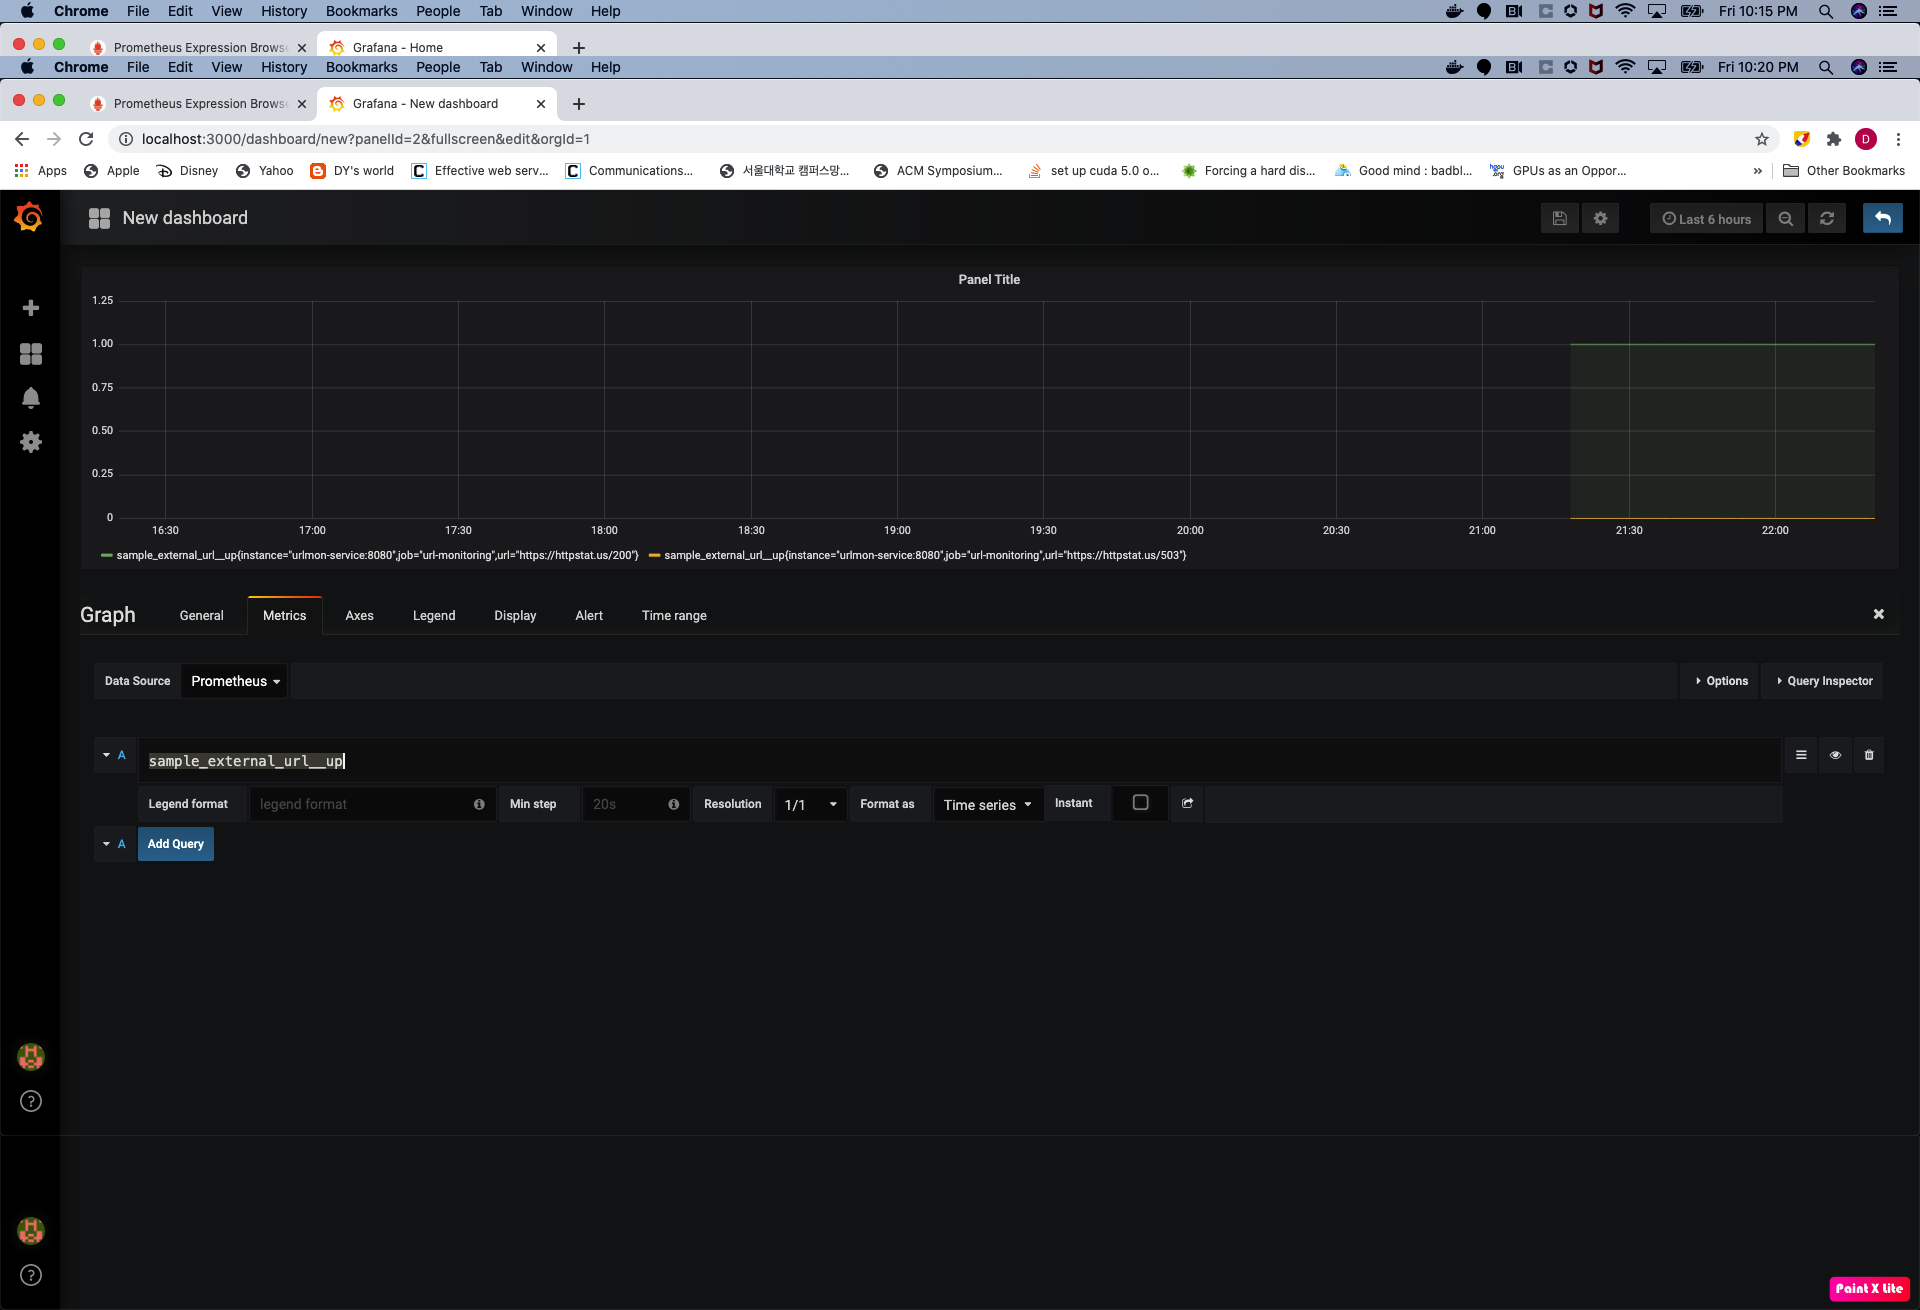 Chrome File Edit View History Bookmarks People Tab Window Help Fri 10:15 PM
Prometheus Expression Browse Grafana - Home
Chrome File Edit View History Bookmarks People Tab Window Help Fri 10:20 PM
Prometheus Expression Browse Grafana - New dashboard
localhost:3000/dashboard/new?panelId=2&fullscreen&edit&orgId=1 D
Apps Apple Disney Yahoo DY's world Effective web serv... Communications... 서울대학교 캠퍼스망... ACM Symposium... set up cuda 5.0 o... Forcing a hard dis... Good mind : badbl... GPUs as an Oppor... » Other Bookmarks
New dashboard Last 6 hours
Panel Title
1.25
1.00
0.75
0.50
0.25
0
16:30 17:00 17:30 18:00 18:30 19:00 19:30 20:00 20:30 21:00 21:30 22:00
sample_external_url__up{instance="urlmon-service:8080",job="url-monitoring",url="https://httpstat.us/200"} sample_external_url__up{instance="urlmon-service:8080",job="url-monitoring",url="https://httpstat.us/503"}
Graph General Metrics Axes Legend Display Alert Time range
Data Source Prometheus Options Query Inspector
A sample_external_url__up
Legend format legend format Min step 20s Resolution 1/1 Format as Time series Instant
A Add Query
Paint X Lite